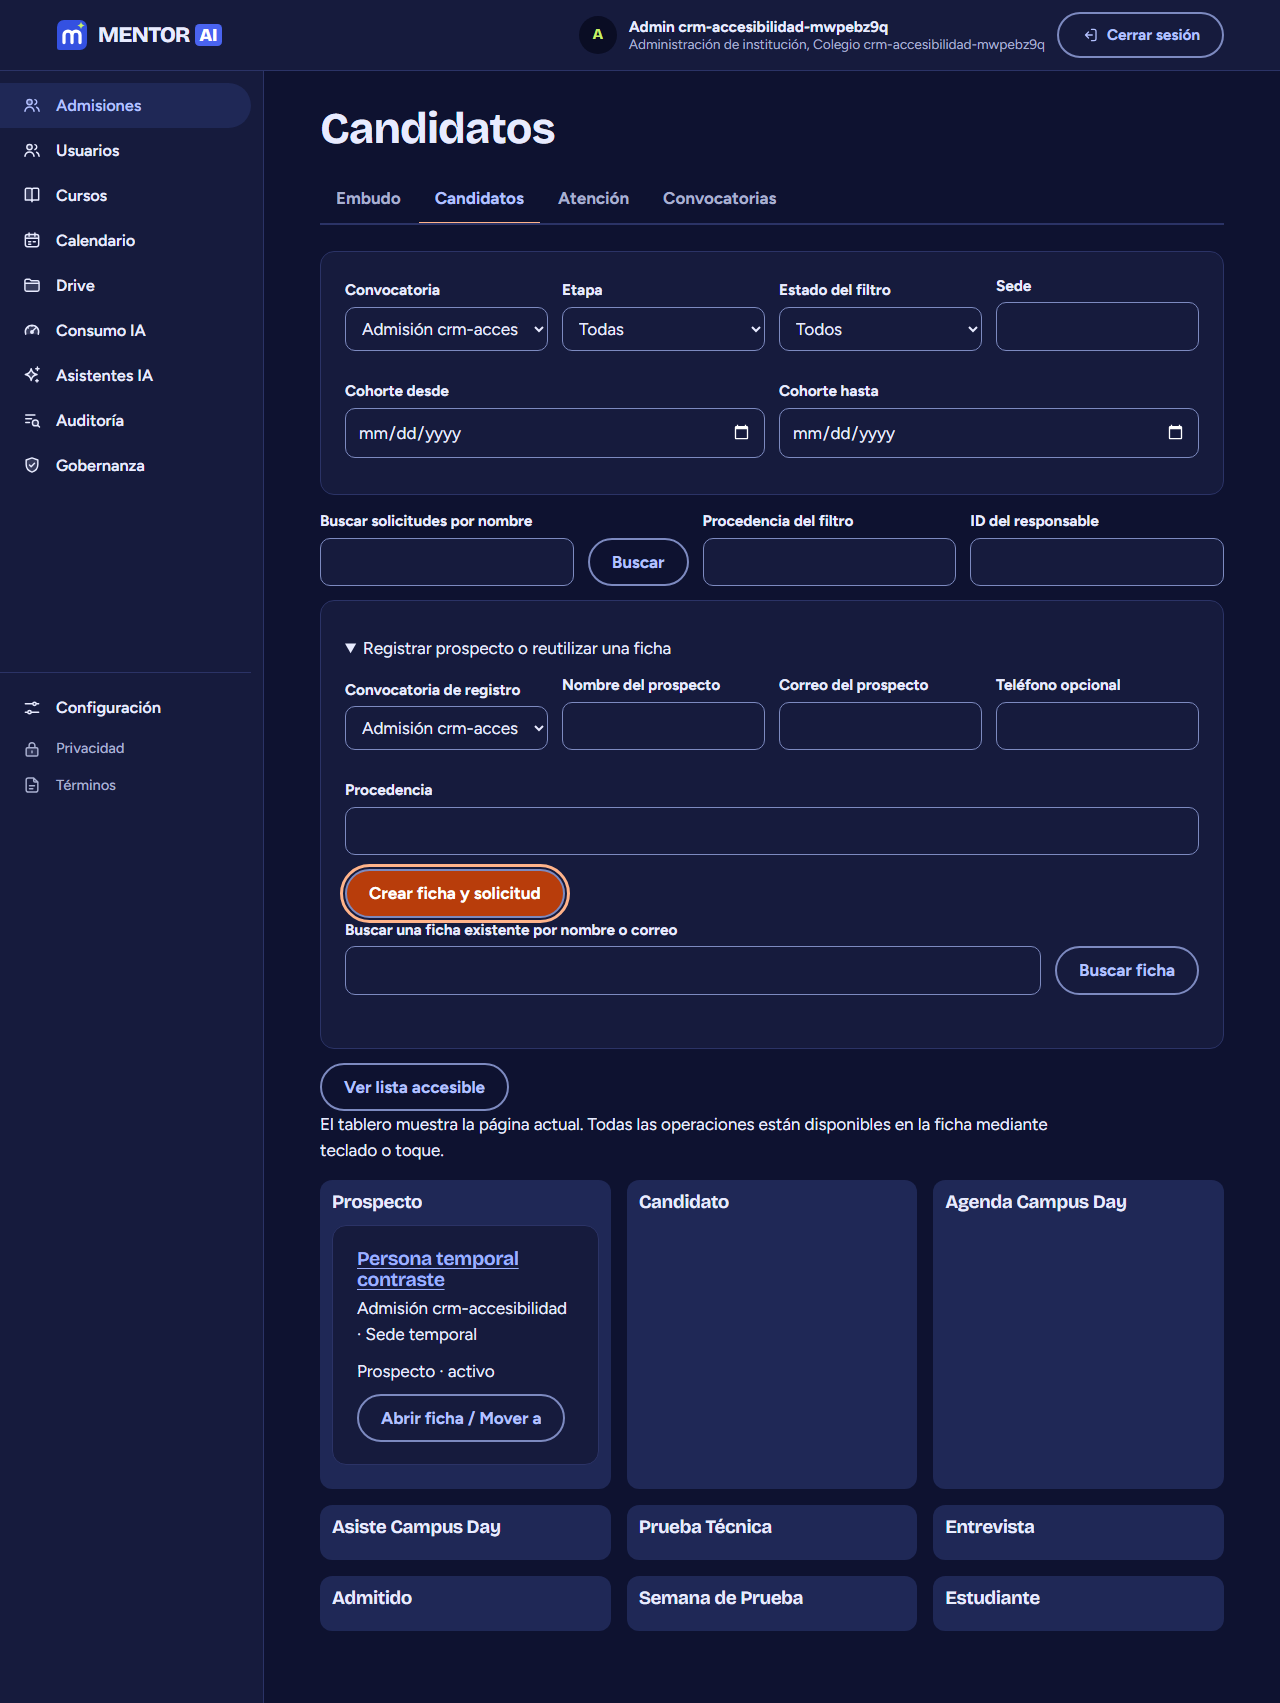 MENTOR AI
A
Admin crm-accesibilidad-mwpebz9q
Administración de institución, Colegio crm-accesibilidad-mwpebz9q
Cerrar sesión
Admisiones
Usuarios
Cursos
Calendario
Drive
Consumo IA
Asistentes IA
Auditoría
Gobernanza
Configuración
Privacidad
Términos
Candidatos
Embudo Candidatos Atención Convocatorias
Convocatoria Etapa Estado del filtro Sede
Admisión crm-acces Todas Todos
Cohorte desde Cohorte hasta
mm/dd/yyyy mm/dd/yyyy
Buscar solicitudes por nombre Procedencia del filtro ID del responsable
Buscar
▼ Registrar prospecto o reutilizar una ficha
Convocatoria de registro Nombre del prospecto Correo del prospecto Teléfono opcional
Admisión crm-acces
Procedencia
Crear ficha y solicitud
Buscar una ficha existente por nombre o correo
Buscar ficha
Ver lista accesible
El tablero muestra la página actual. Todas las operaciones están disponibles en la ficha mediante
teclado o toque.
Prospecto Candidato Agenda Campus Day
Persona temporal
contraste
Admisión crm-accesibilidad
· Sede temporal
Prospecto · activo
Abrir ficha / Mover a
Asiste Campus Day Prueba Técnica Entrevista
Admitido Semana de Prueba Estudiante